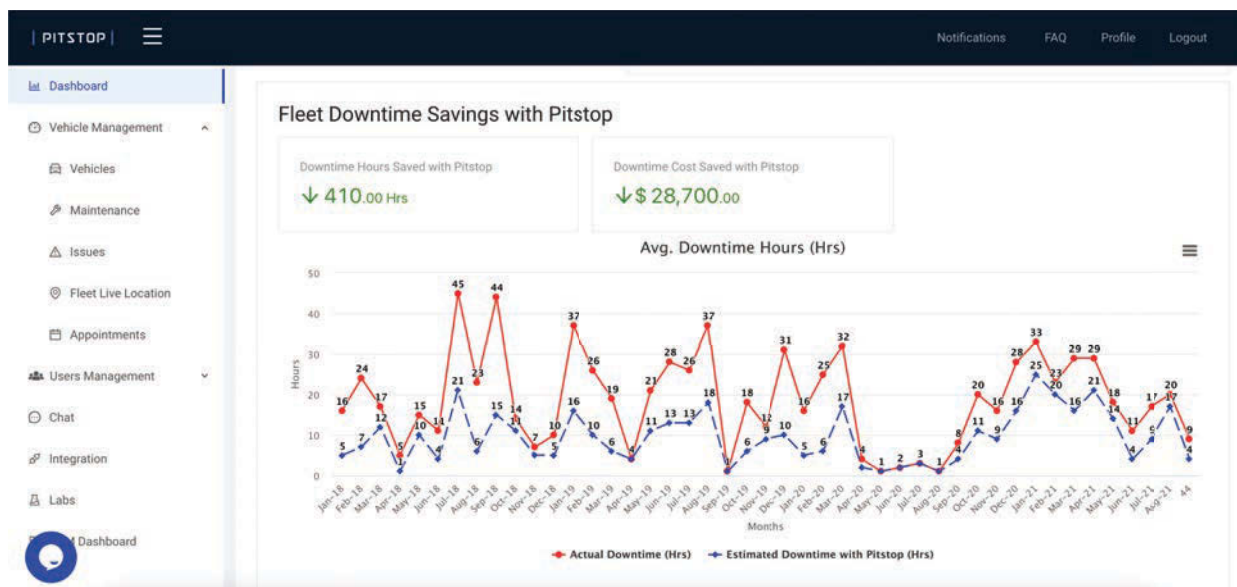 | PITSTOP |
Notifications FAQ Profile Logout
Dashboard
Vehicle Management
Vehicles
Maintenance
Issues
Fleet Live Location
Appointments
Users Management
Chat
Integration
Labs
Dashboard
Fleet Downtime Savings with Pitstop
Downtime Hours Saved with Pitstop
↓ 410.00 Hrs
Downtime Cost Saved with Pitstop
↓$ 28,700.00
Avg. Downtime Hours (Hrs)
Hours
50
40
30
20
10
0
16 24 17 5 15 11 45 23 44 14 7 10 37 26 19 4 21 28 26 37 1 18 12 31 16 25 32 4 1 2 3 1 8 20 16 28 33 23 29 29 18 11 17 20 9
5 7 12 1 10 4 21 6 15 11 5 16 10 6 11 13 13 18 6 9 10 5 6 17 4 11 9 16 25 20 16 21 14 4 9 17 4
Jan-18 Feb-18 Mar-18 Apr-18 May-18 Jun-18 Jul-18 Aug-18 Sep-18 Oct-18 Nov-18 Dec-18 Jan-19 Feb-19 Mar-19 Apr-19 May-19 Jun-19 Jul-19 Aug-19 Sep-19 Oct-19 Nov-19 Dec-19 Jan-20 Feb-20 Mar-20 Apr-20 May-20 Jun-20 Jul-20 Aug-20 Sep-20 Oct-20 Nov-20 Dec-20 Jan-21 Feb-21 Mar-21 Apr-21 May-21 Jun-21 Jul-21 Aug-21 44
Months
Actual Downtime (Hrs) Estimated Downtime with Pitstop (Hrs)